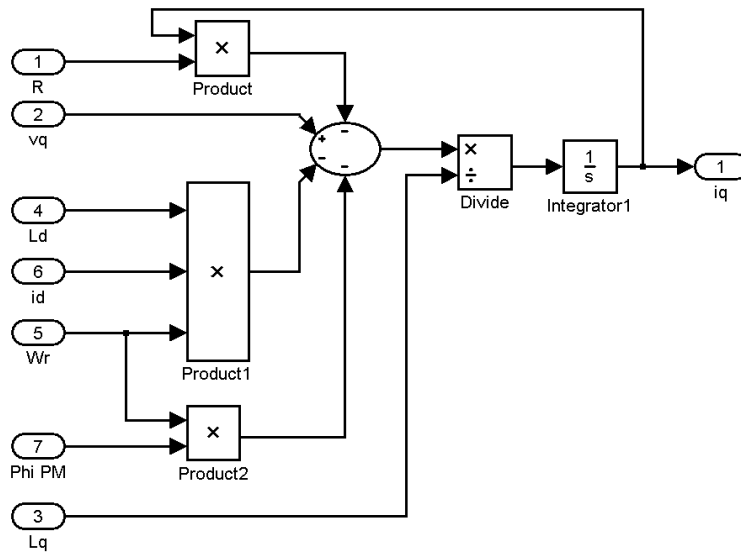 1
R
×
Product
2
vq
-
+
-
-
×
÷
Divide
1
s
Integrator1
1
iq
4
Ld
6
id
×
5
Wr
Product1
×
7
Phi PM
Product2
3
Lq